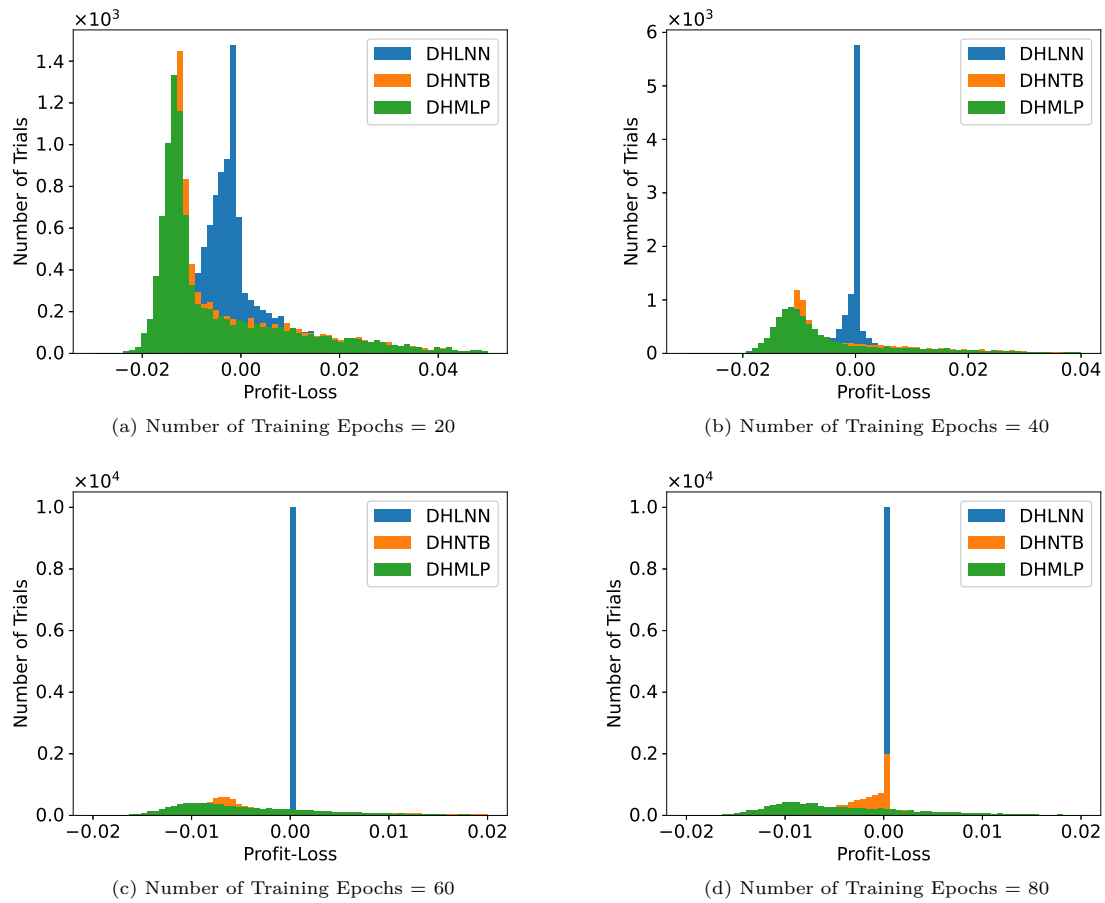 ×10³
1.4
1.2
1.0
0.8
0.6
0.4
0.2
0.0
Number of Trials
DHLNN
DHNTB
DHMLP
−0.02 0.00 0.02 0.04
Profit-Loss
(a) Number of Training Epochs = 20
×10³
6
5
4
3
2
1
0
Number of Trials
DHLNN
DHNTB
DHMLP
−0.02 0.00 0.02 0.04
Profit-Loss
(b) Number of Training Epochs = 40
×10⁴
1.0
0.8
0.6
0.4
0.2
0.0
Number of Trials
DHLNN
DHNTB
DHMLP
−0.02 −0.01 0.00 0.01 0.02
Profit-Loss
(c) Number of Training Epochs = 60
×10⁴
1.0
0.8
0.6
0.4
0.2
0.0
Number of Trials
DHLNN
DHNTB
DHMLP
−0.02 −0.01 0.00 0.01 0.02
Profit-Loss
(d) Number of Training Epochs = 80